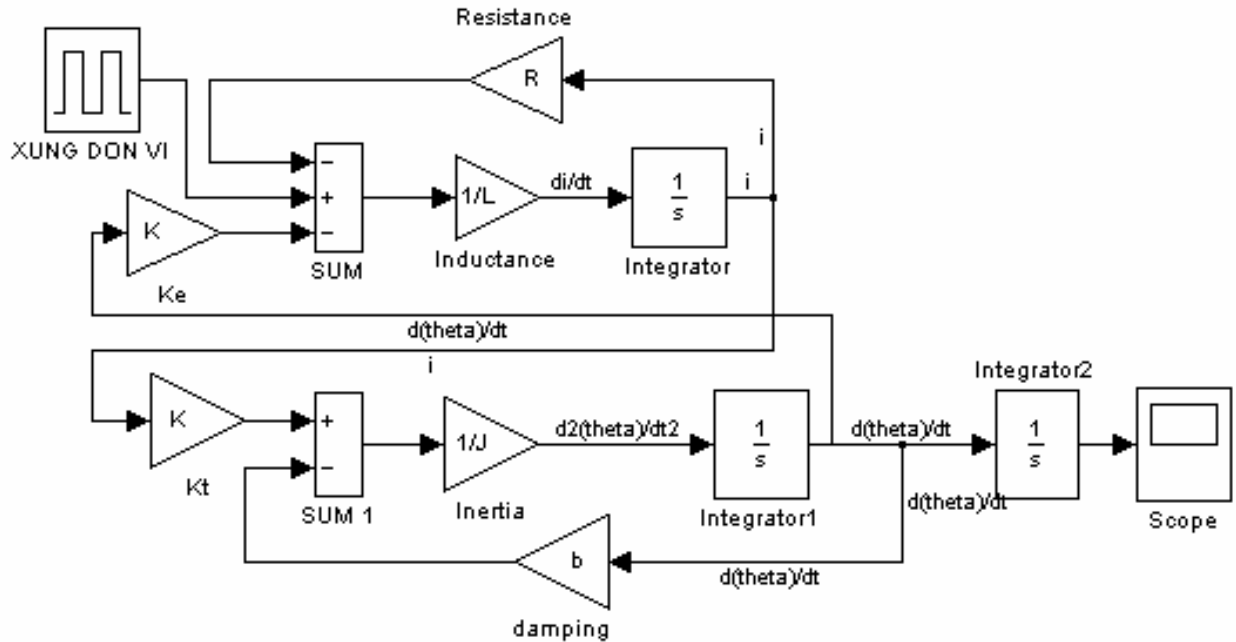 Resistance
R
XUNG DON VI
i
−
+
−
1/L
di/dt
1
s
i
K
SUM
Inductance
Integrator
Ke
d(theta)/dt
i
Integrator2
K
+
−
1/J
d2(theta)/dt2
1
s
d(theta)/dt
1
s
d(theta)/dt
Kt
SUM 1
Inertia
Integrator1
Scope
b
d(theta)/dt
damping